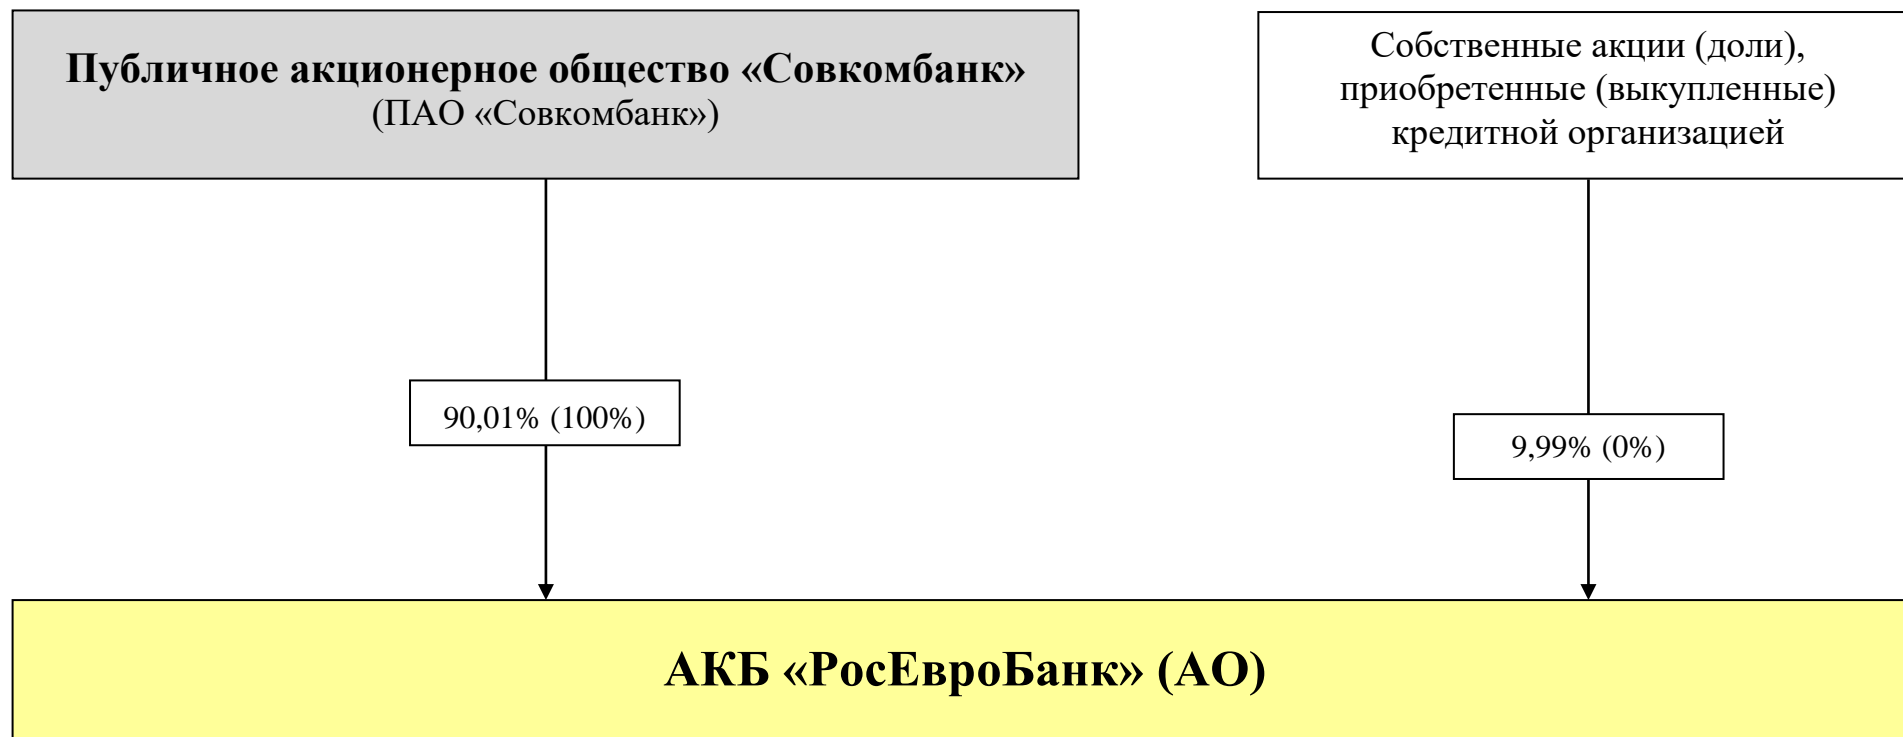 Публичное акционерное общество «Совкомбанк»
(ПАО «Совкомбанк»)
Собственные акции (доли),
приобретенные (выкупленные)
кредитной организацией
90,01% (100%)
9,99% (0%)
АКБ «РосЕвроБанк» (АО)